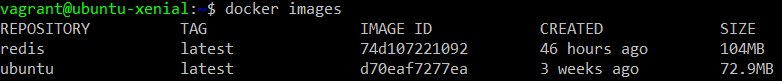 vagrant@ubuntu-xenial:~$ docker images
REPOSITORY TAG IMAGE ID CREATED SIZE
redis latest 74d107221092 46 hours ago 104MB
ubuntu latest d70eaf7277ea 3 weeks ago 72.9MB